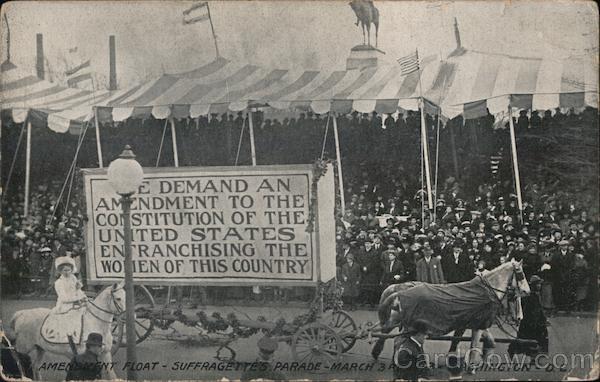 WE DEMAND AN
AMENDMENT TO THE
CONSTITUTION OF THE
UNITED STATES
ENFRANCHISING THE
WOMEN OF THIS COUNTRY
AMENDMENT FLOAT - SUFFRAGETTE'S PARADE - MARCH 3 WASHINGTON - D.C.
CardCow.com